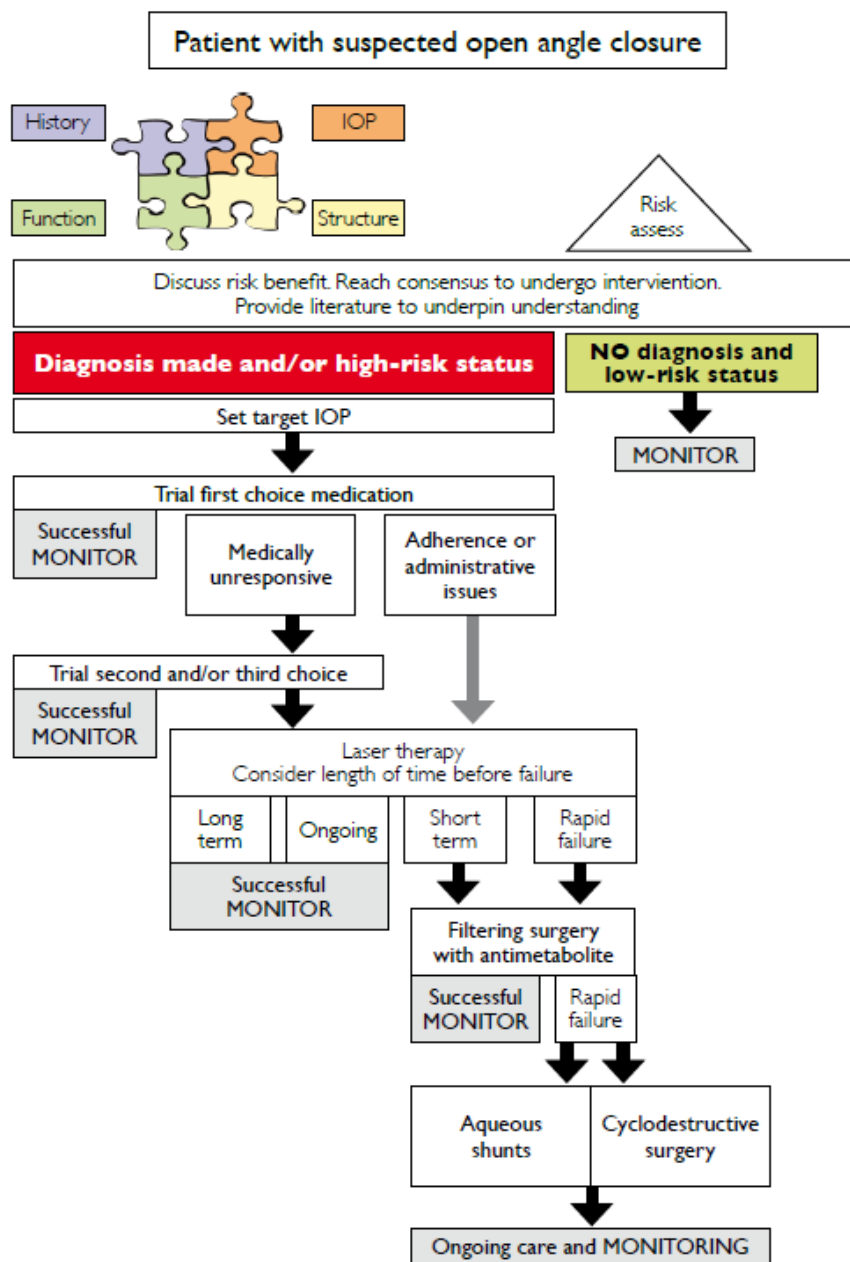 Patient with suspected open angle closure
History
IOP
Function
Structure
Risk
assess
Discuss risk benefit. Reach consensus to undergo interviention.
Provide literature to underpin understanding
Diagnosis made and/or high-risk status
NO diagnosis and
low-risk status
Set target IOP
MONITOR
Trial first choice medication
Successful
MONITOR
Medically
unresponsive
Adherence or
administrative
issues
Trial second and/or third choice
Successful
MONITOR
Laser therapy
Consider length of time before failure
Long
term
Ongoing
Short
term
Rapid
failure
Successful
MONITOR
Filtering surgery
with antimetabolite
Successful
MONITOR
Rapid
failure
Aqueous
shunts
Cyclodestructive
surgery
Ongoing care and MONITORING